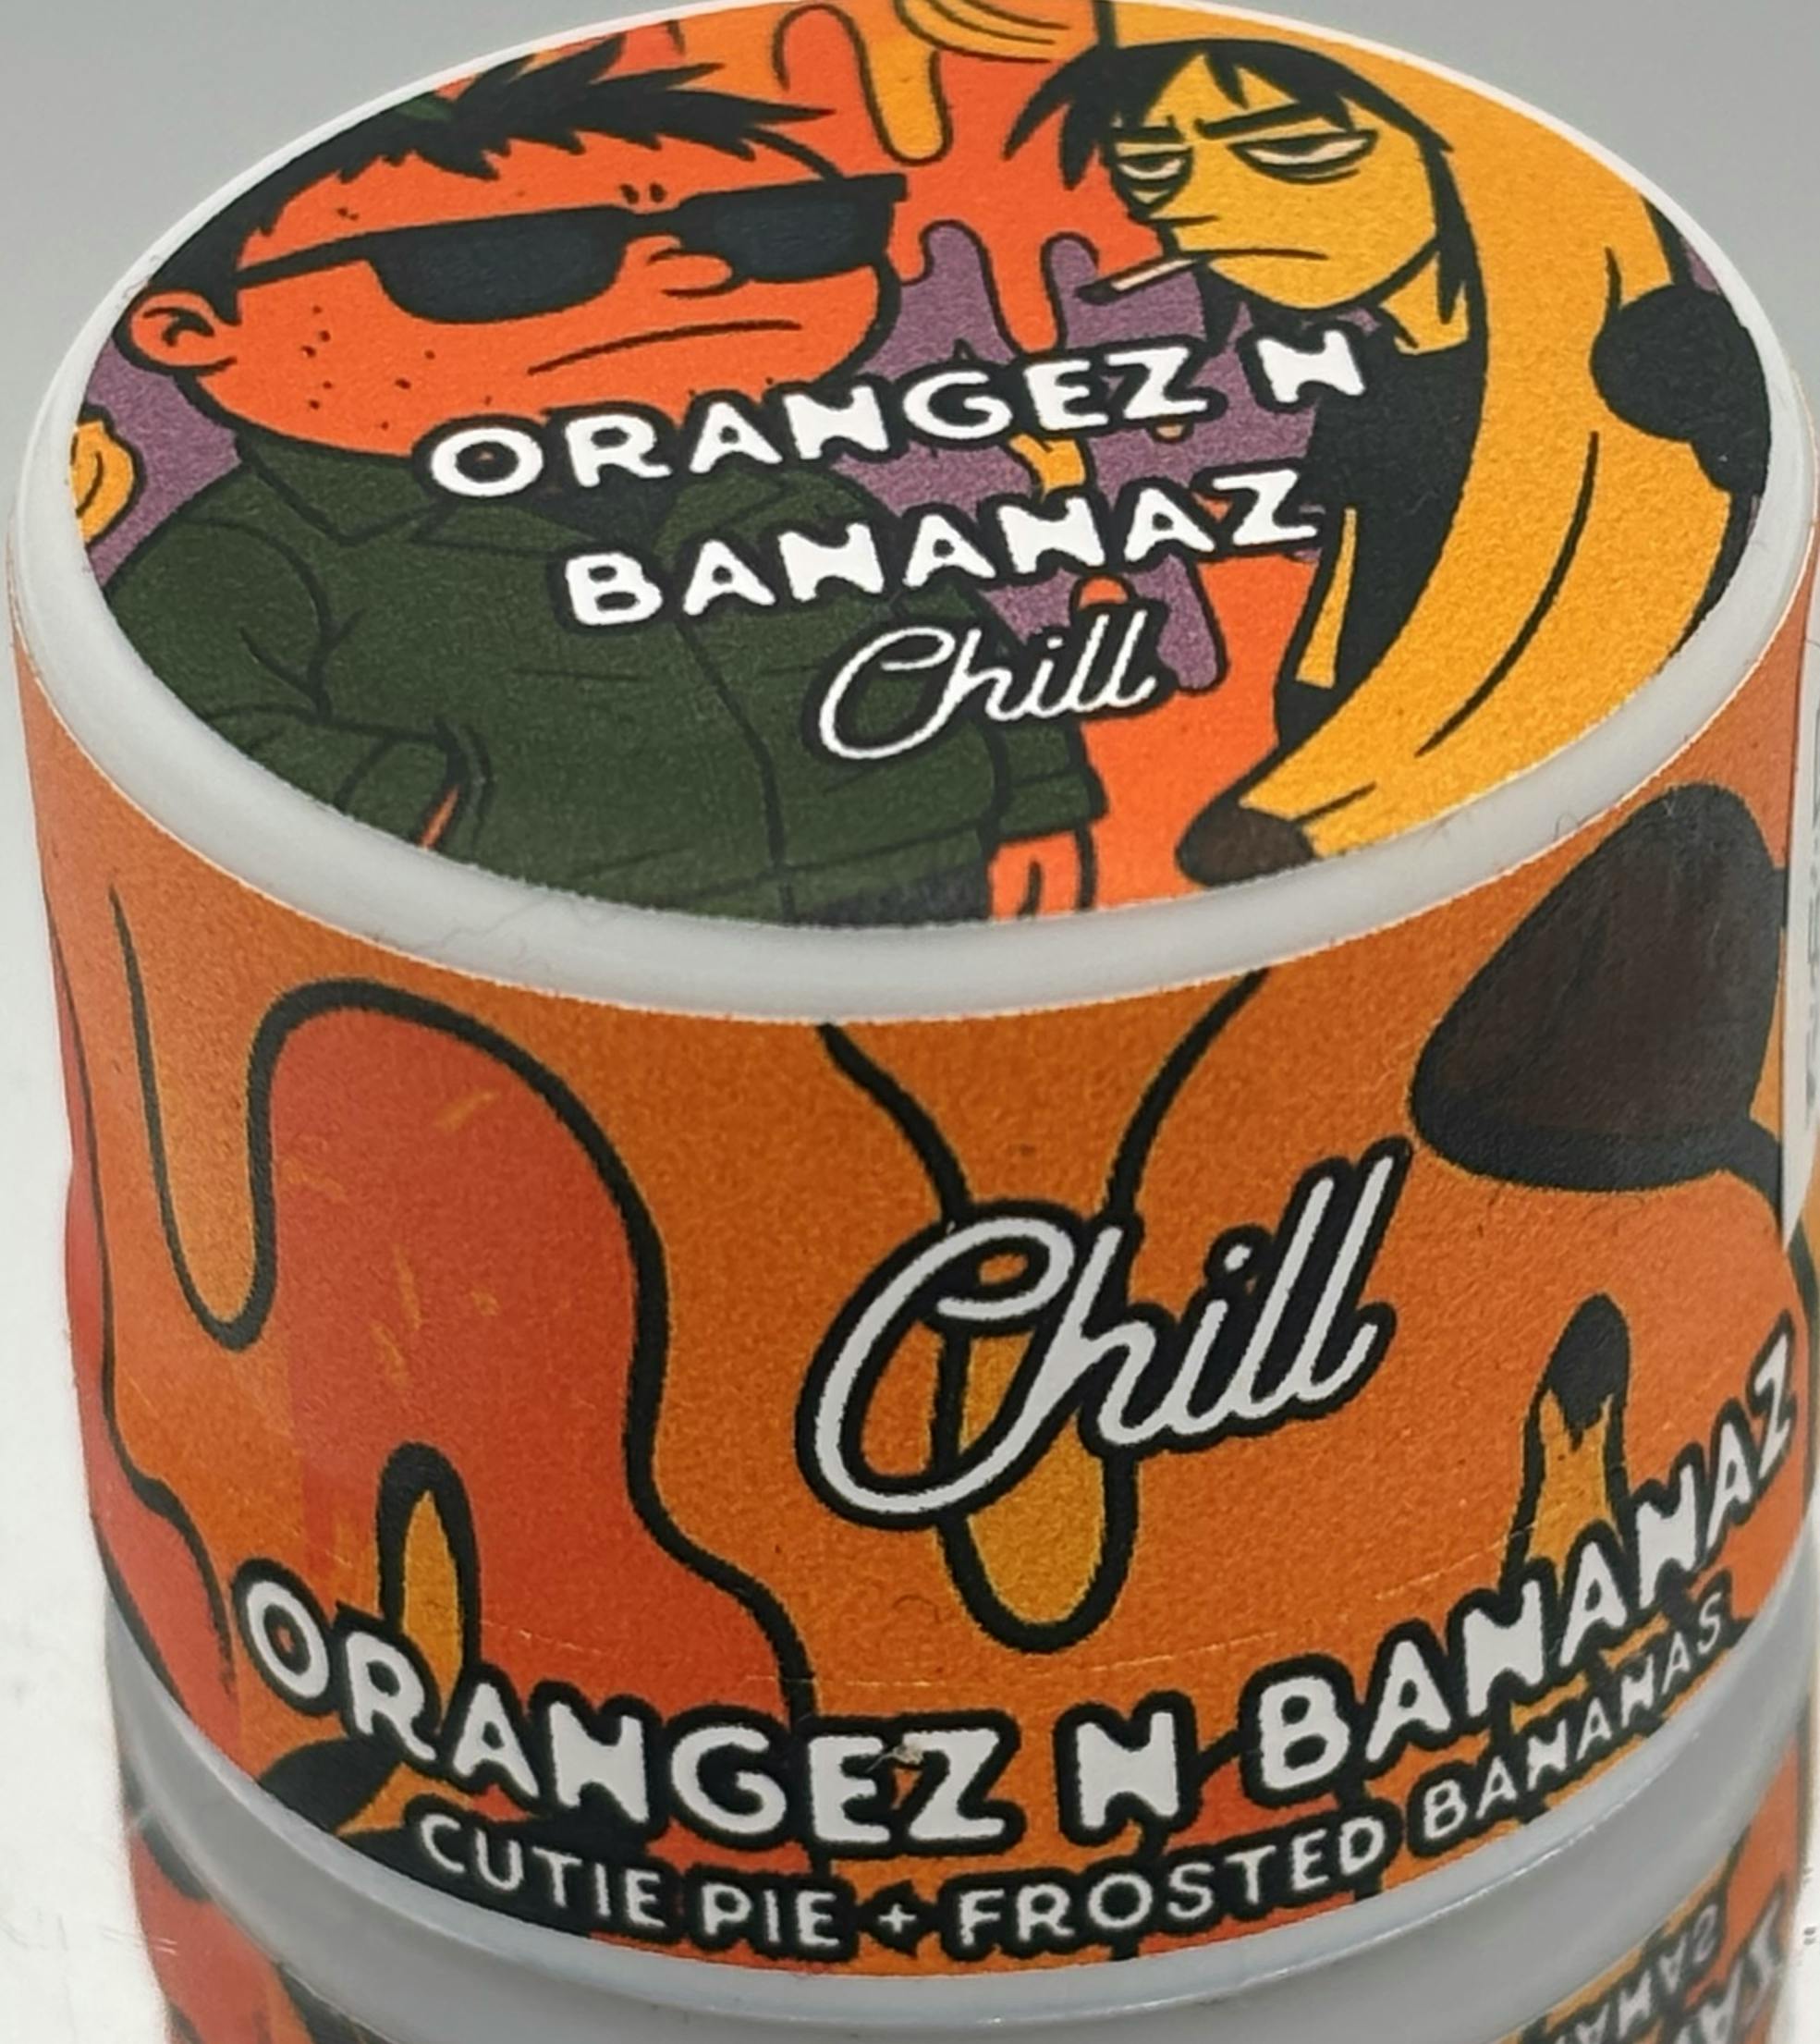 ORANGEZ N
BANANAZ
Chill
Chill
ORANGEZ N BANANAZ
CUTIE PIE + FROSTED BANANAS